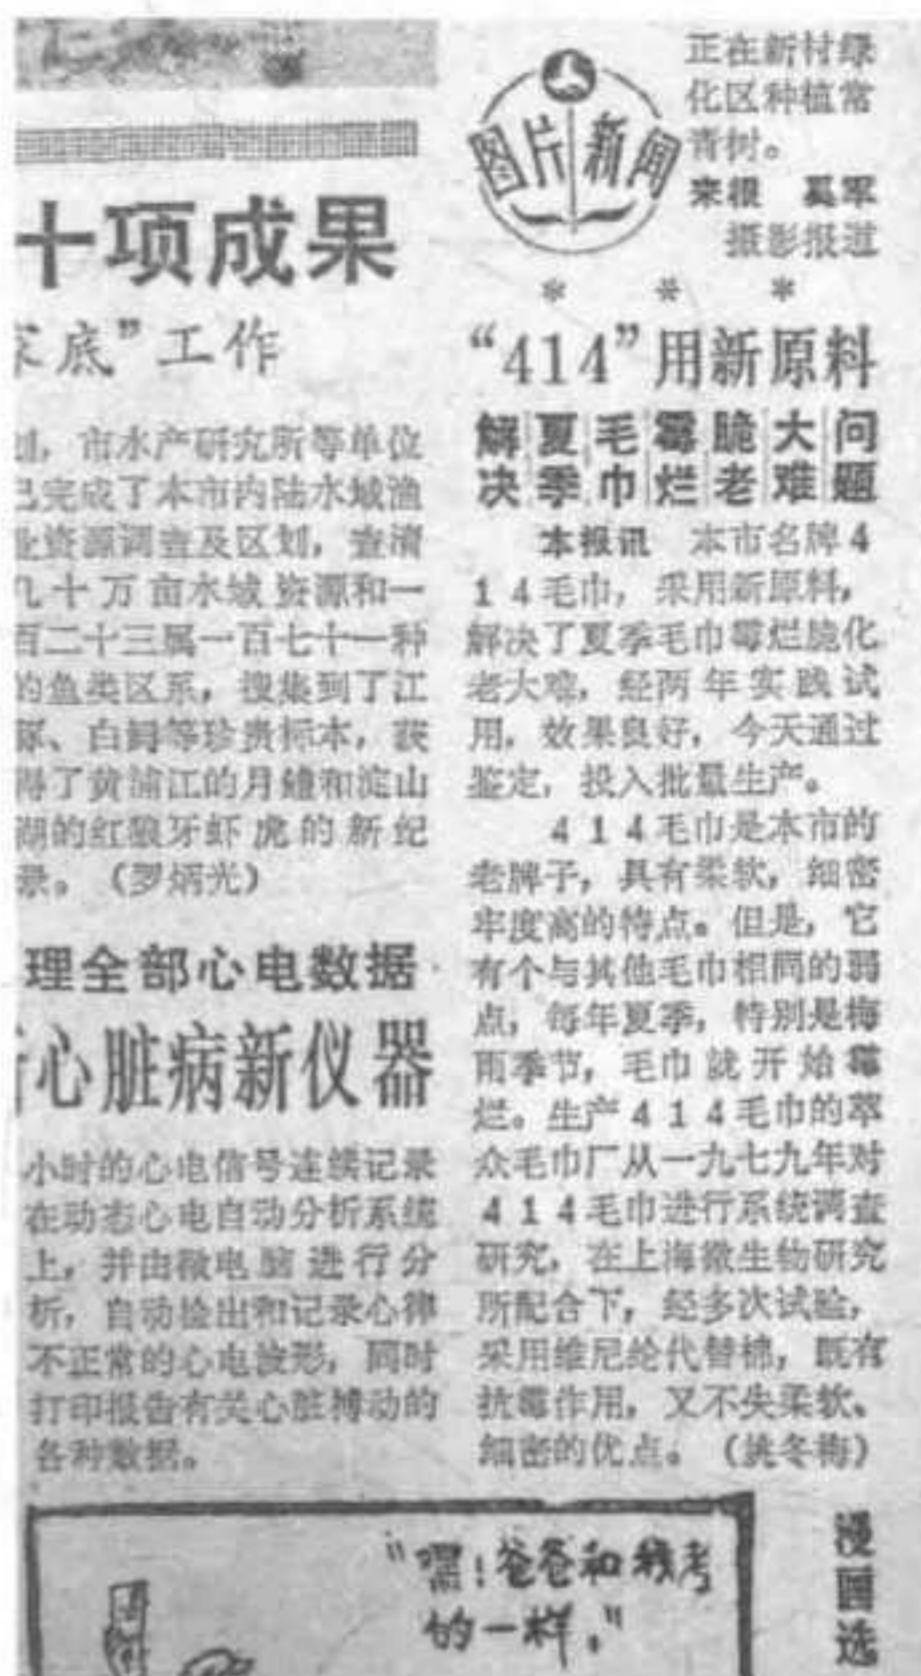 十项成果
家底”工作
划，市水产研究所等单位
已完成了本市内陆水域渔
业资源调查及区划，查清
几十万亩水域资源和一
百二十三属一百七十一种
的鱼类区系，搜集到了江
豚、白鲟等珍贵标本，获
得了黄浦江的月鳢和淀山
湖的红狼牙虾虎的新纪
录。（罗炳光）
理全部心电数据
心脏病新仪器
小时的心电信号连续记录
在动态心电自动分析系统
上，并由微电脑进行分
析，自动检出和记录心律
不正常的心电波形，同时
打印报告有关心脏搏动的
各种数据。
图片新闻
正在新村绿
化区种植常
青树。
来根 奚军
摄影报道
* * *
“414”用新原料
解夏毛霉脆大问
决季巾烂老难题
本报讯 本市名牌4
14毛巾，采用新原料，
解决了夏季毛巾霉烂脆化
老大难，经两年实践试
用，效果良好，今天通过
鉴定，投入批量生产。
414毛巾是本市的
老牌子，具有柔软，细密
牢度高的特点。但是，它
有个与其他毛巾相同的弱
点，每年夏季，特别是梅
雨季节，毛巾就开始霉
烂。生产414毛巾的萃
众毛巾厂从一九七九年对
414毛巾进行系统调查
研究，在上海微生物研究
所配合下，经多次试验，
采用维尼纶代替棉，既有
抗霉作用，又不失柔软、
细密的优点。（姚冬梅）
“嘿！爸爸和我考
的一样。”
漫画选